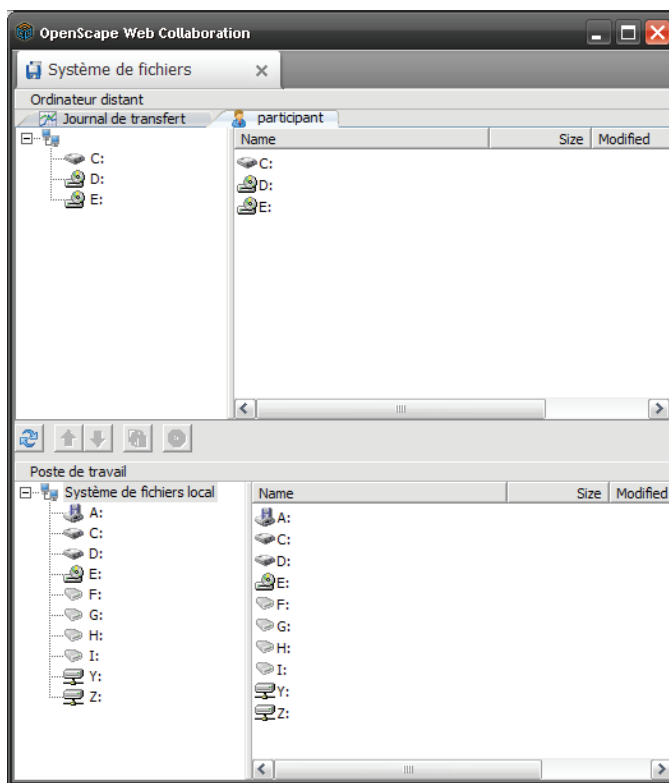 OpenScape Web Collaboration
Système de fichiers
Ordinateur distant
Journal de transfert participant
Name Size Modified
C:
D:
E:
C:
D:
E:
Poste de travail
Système de fichiers local
A:
C:
D:
E:
F:
G:
H:
I:
Y:
Z:
Name Size Modified
A:
C:
D:
E:
F:
G:
H:
I:
Y:
Z: